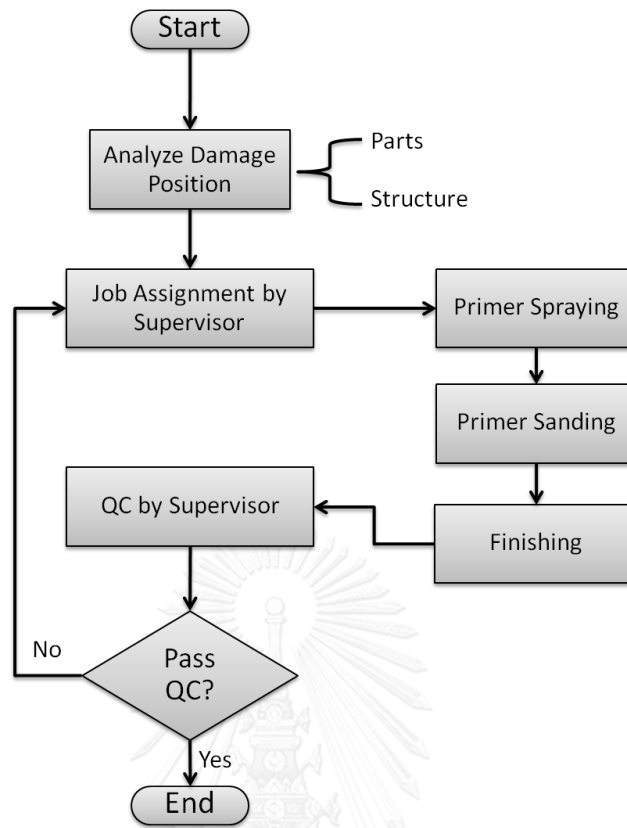 Start
Analyze Damage
Position
Parts
Structure
Job Assignment by
Supervisor
Primer Spraying
Primer Sanding
Finishing
QC by Supervisor
Pass
QC?
No
Yes
End